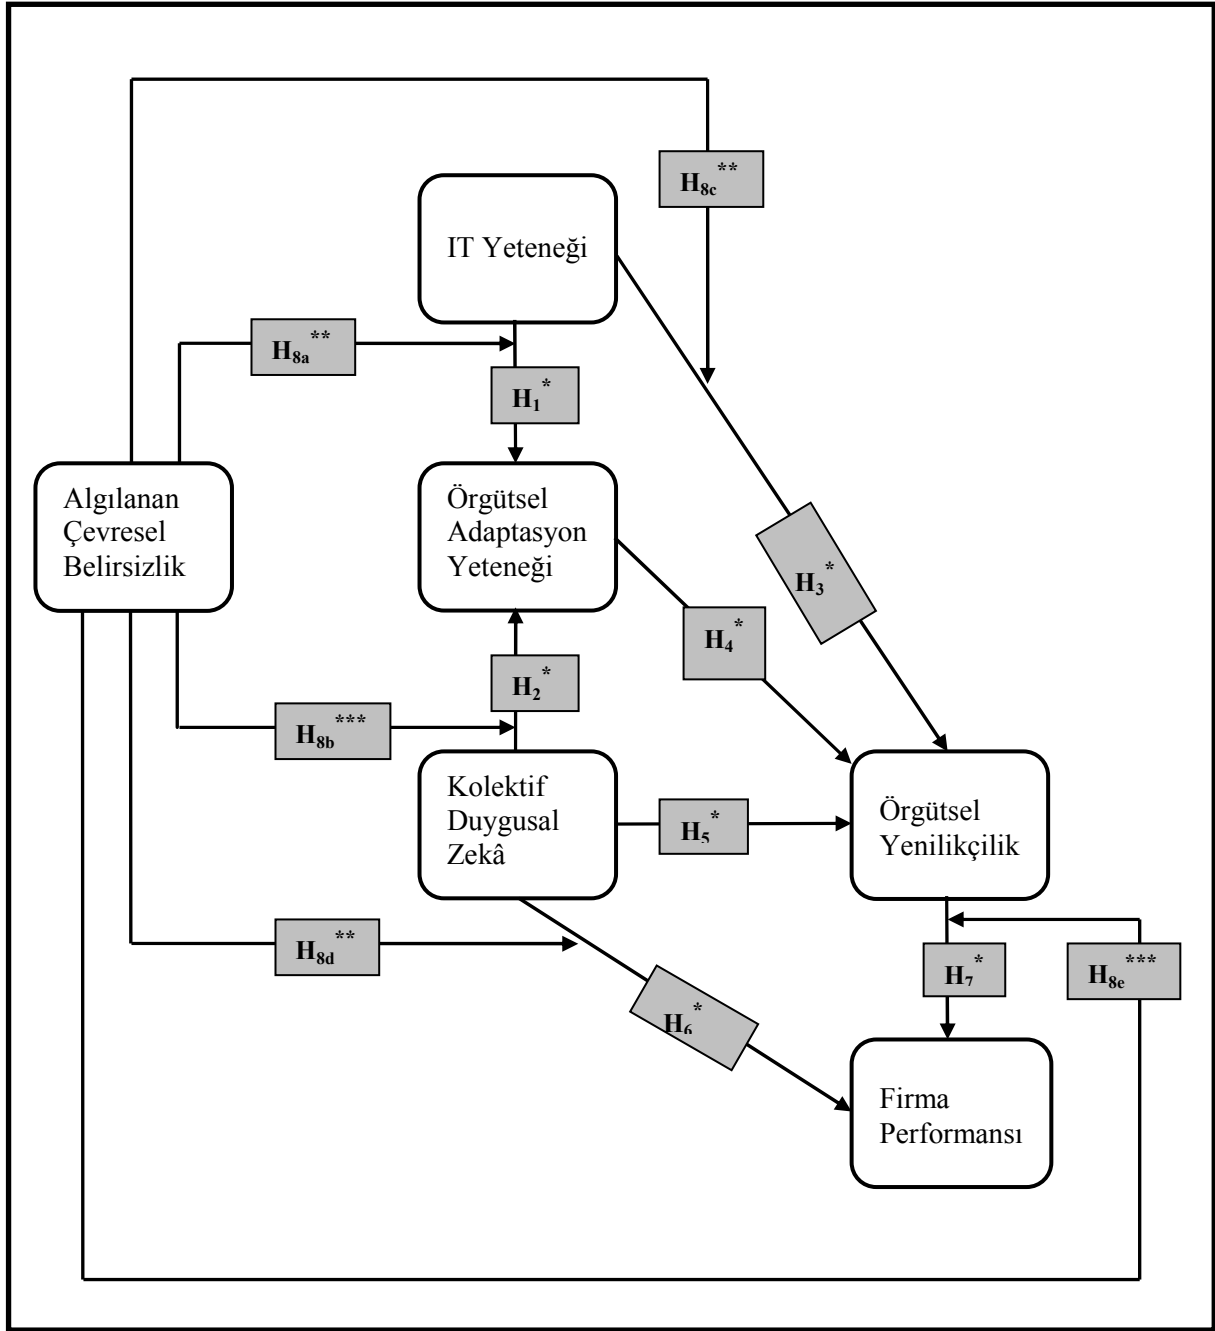 H8c**
IT Yeteneği
H8a**
H1*
Algılanan
Çevresel
Belirsizlik
Örgütsel
Adaptasyon
Yeteneği
H3*
H4*
H2*
H8b***
Kolektif
Duygusal
Zekâ
H5*
Örgütsel
Yenilikçilik
H8d**
H7*
H8e***
H6*
Firma
Performansı